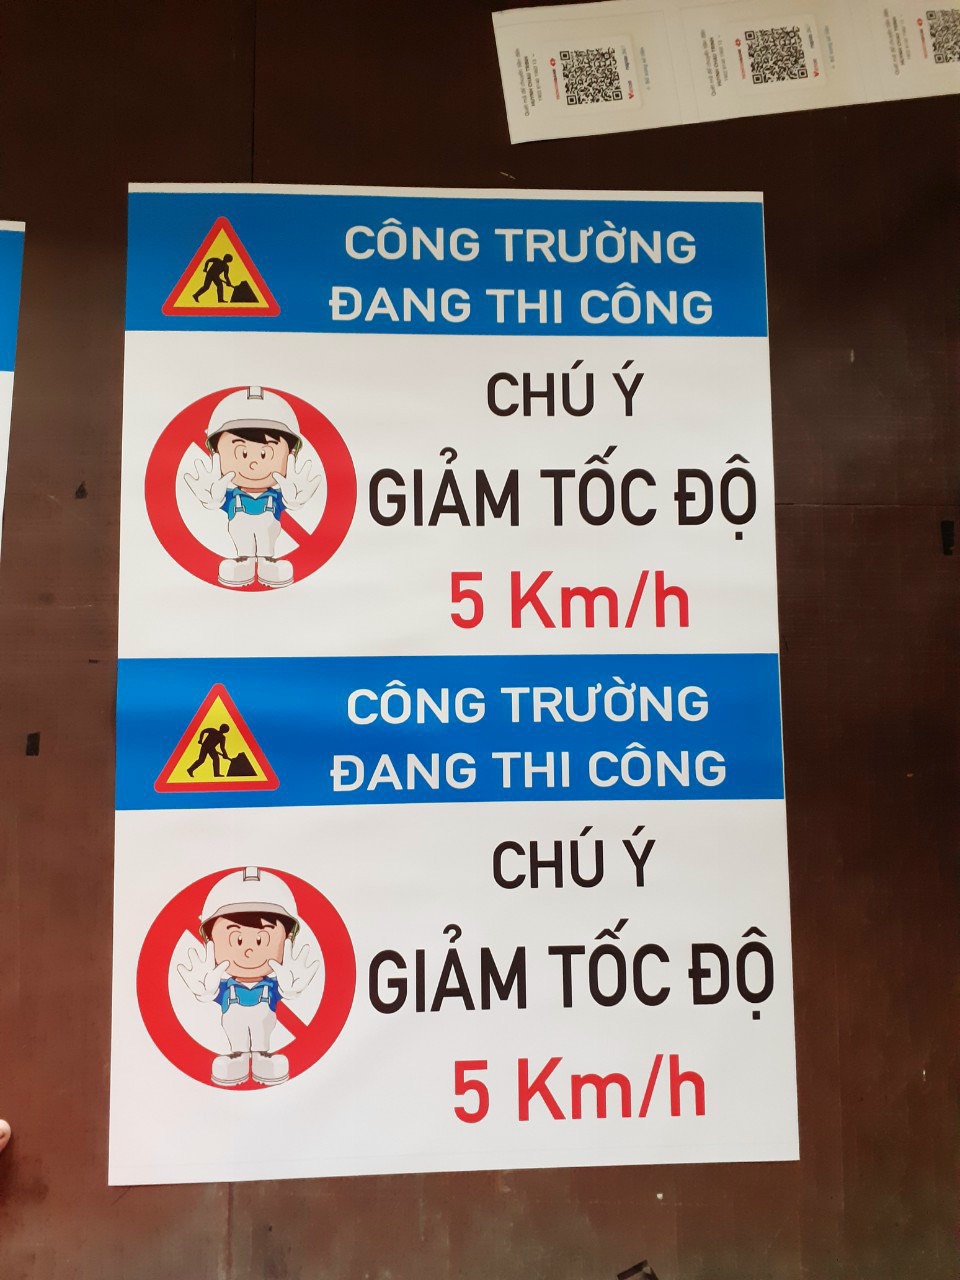 CÔNG TRƯỜNG
ĐANG THI CÔNG
CHÚ Ý
GIẢM TỐC ĐỘ
5 Km/h
CÔNG TRƯỜNG
ĐANG THI CÔNG
CHÚ Ý
GIẢM TỐC ĐỘ
5 Km/h